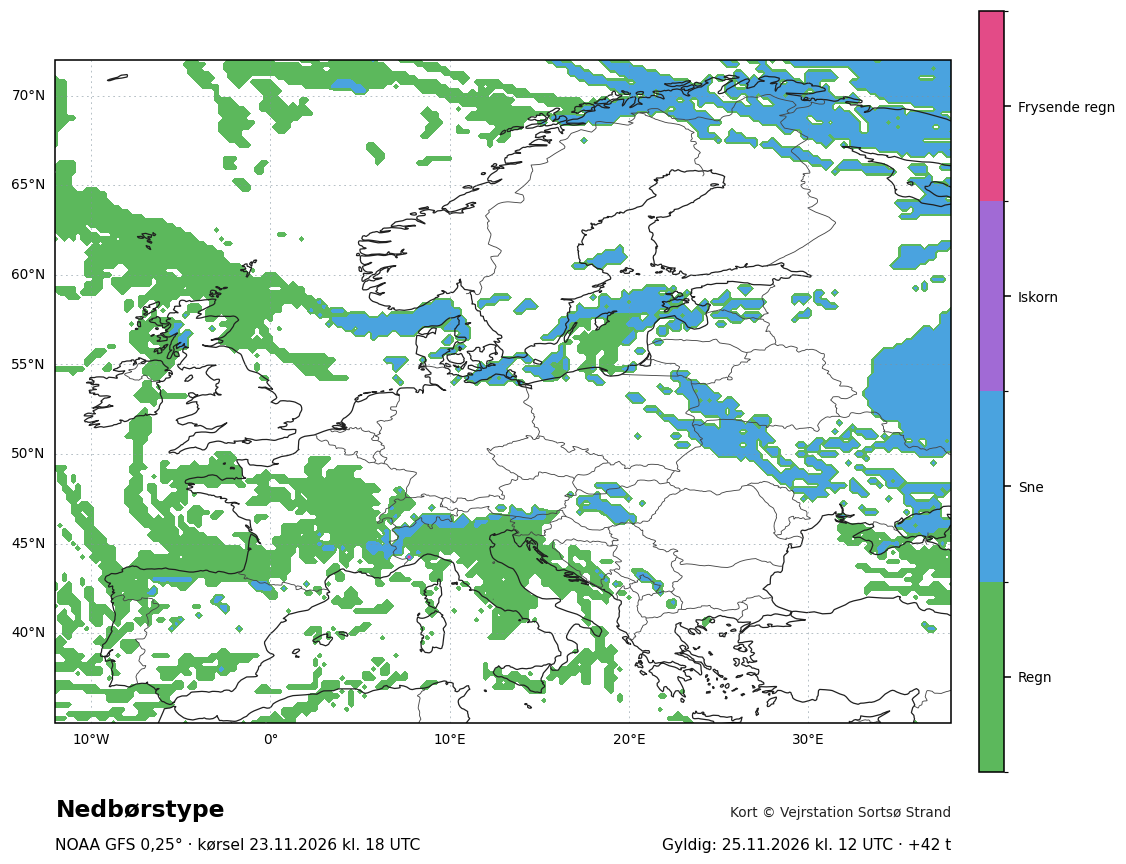 70°N
65°N
60°N
55°N
50°N
45°N
40°N
10°W
0°
10°E
20°E
30°E
Frysende regn
Iskorn
Sne
Regn
Nedbørstype
Kort © Vejrstation Sortsø Strand
NOAA GFS 0,25° · kørsel 23.11.2026 kl. 18 UTC
Gyldig: 25.11.2026 kl. 12 UTC · +42 t